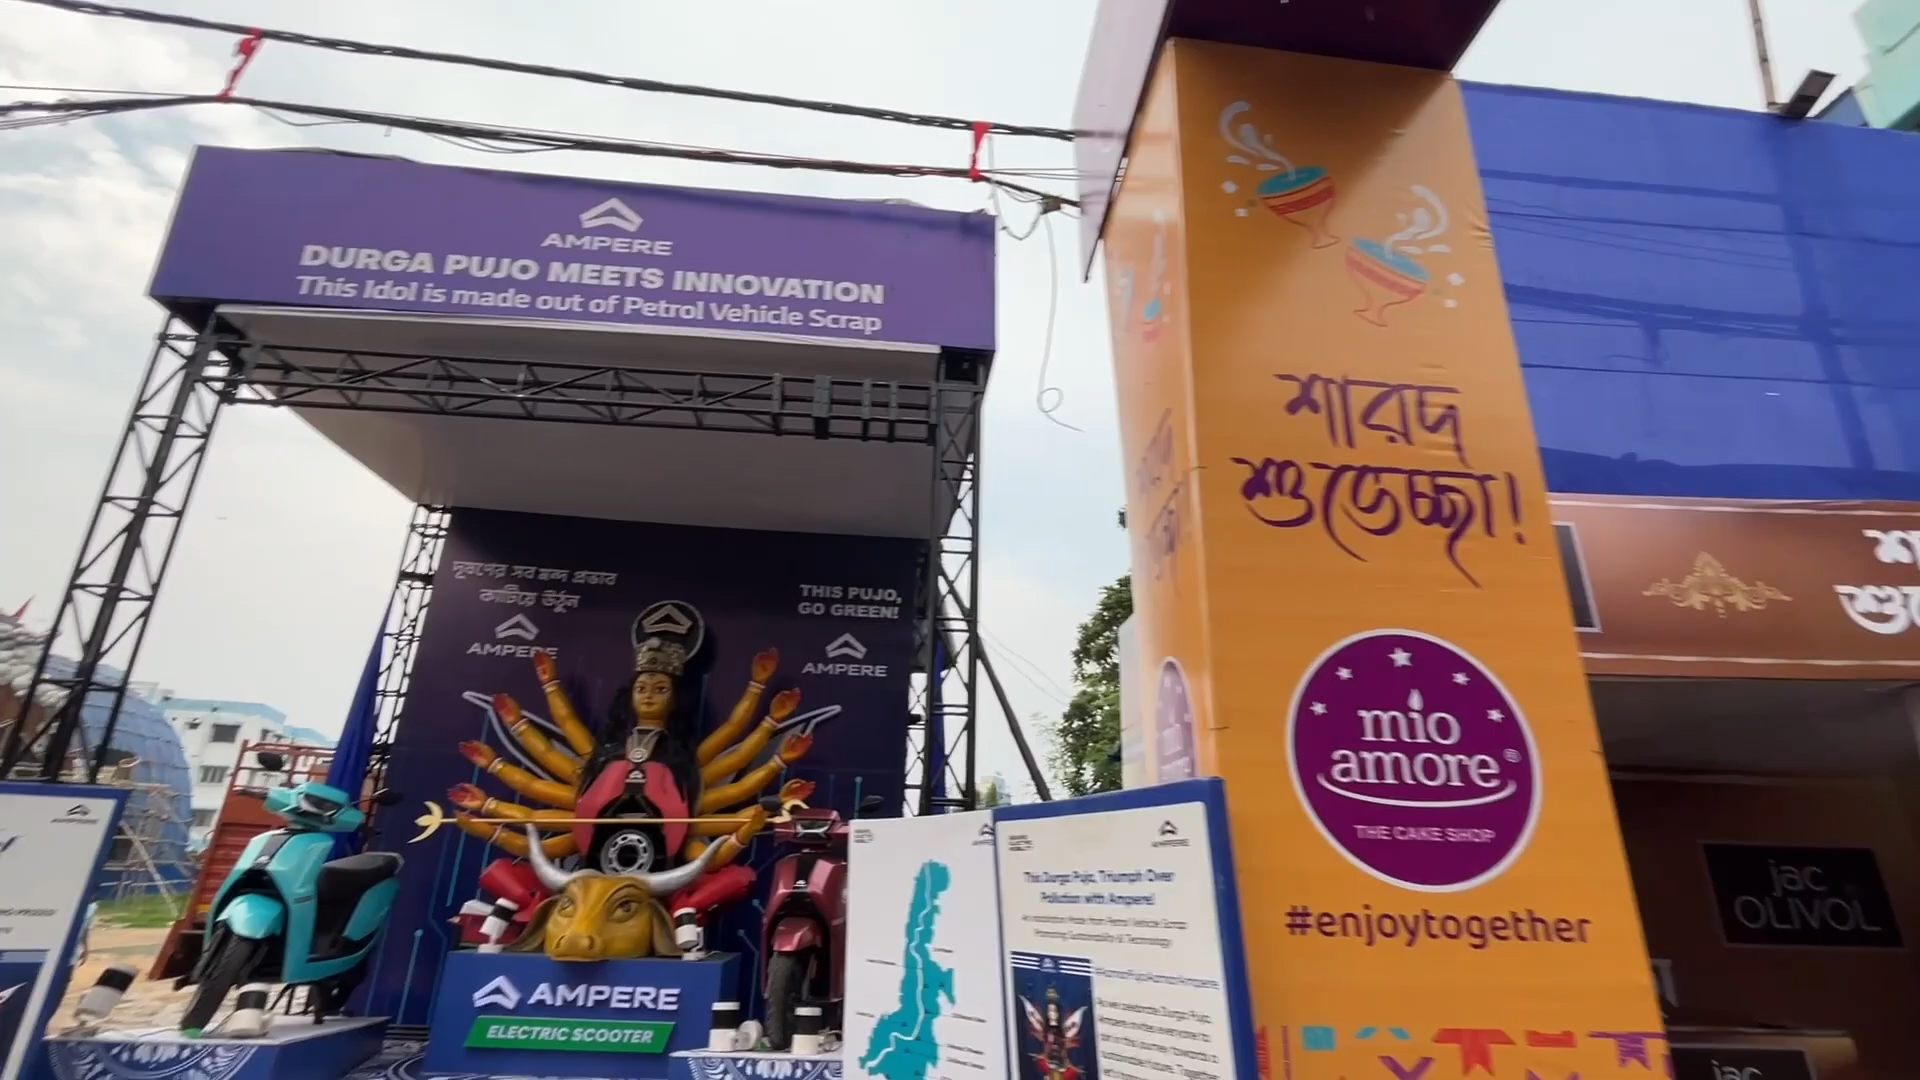 AMPERE
DURGA PUJO MEETS INNOVATION
This Idol is made out of Petrol Vehicle Scrap
দূষণের সব মন্দ প্রভাব
কাটিয়ে উঠুন
AMPERE
THIS PUJO,
GO GREEN!
AMPERE
AMPERE
ELECTRIC SCOOTER
This Durga Pujo, Triumph Over
Pollution with Ampere!
শারদ
শুভেচ্ছা!
mio
amore
THE CAKE SHOP
#enjoytogether
jac
OLIVOL
jac